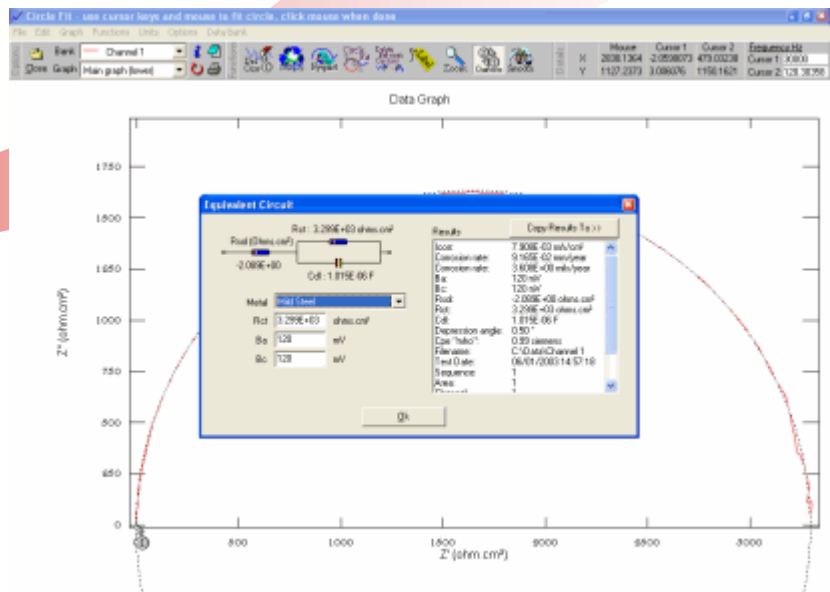 Circle Fit - use cursor keys and mouse to fit circle, click mouse when done
File Edit Graph Functions Units Options Data bank
Bank Channel 1
Close Graph Main graph (lower)
Zoom
Mouse Cursor 1 Cursor 2 Frequency Hz
X 2038.1364 -2.0598073 Cursor 1
Y 1127.2373 3.086076 1150.1621 Cursor 2
Data Graph
1750
1500
1250
1000
750
500
250
0
500
1000
1500
2000
2500
3000
Z" (ohm.cm²)
Z' (ohm.cm²)
Equivalent Circuit
Rct : 3.299E+03 ohms.cm²
Rsol (Ohms.cm²)
-2.089E+00
Cdl : 1.015E-06 F
Metal Mild Steel
Rct 3.299E+03 ohms.cm²
Ba 120 mV
Bc 120 mV
Results
Copy Results To >>
Icorr: 7.908E-03 mA/cm²
Corrosion rate: 9.165E-02 mm/year
Corrosion rate: 3.608E+00 mils/year
Ba: 120 mV
Bc: 120 mV
Rsol: -2.089E+00 ohms.cm²
Rct: 3.299E+03 ohms.cm²
Cdl: 1.015E-06 F
Depression angle: 0.50 °
Cpe "hiho": 0.99 siemens
Filename: C:\Data\Channel 1
Test Date: 06/01/2003 14:57:18
Sequence: 1
Area: 1
Ok